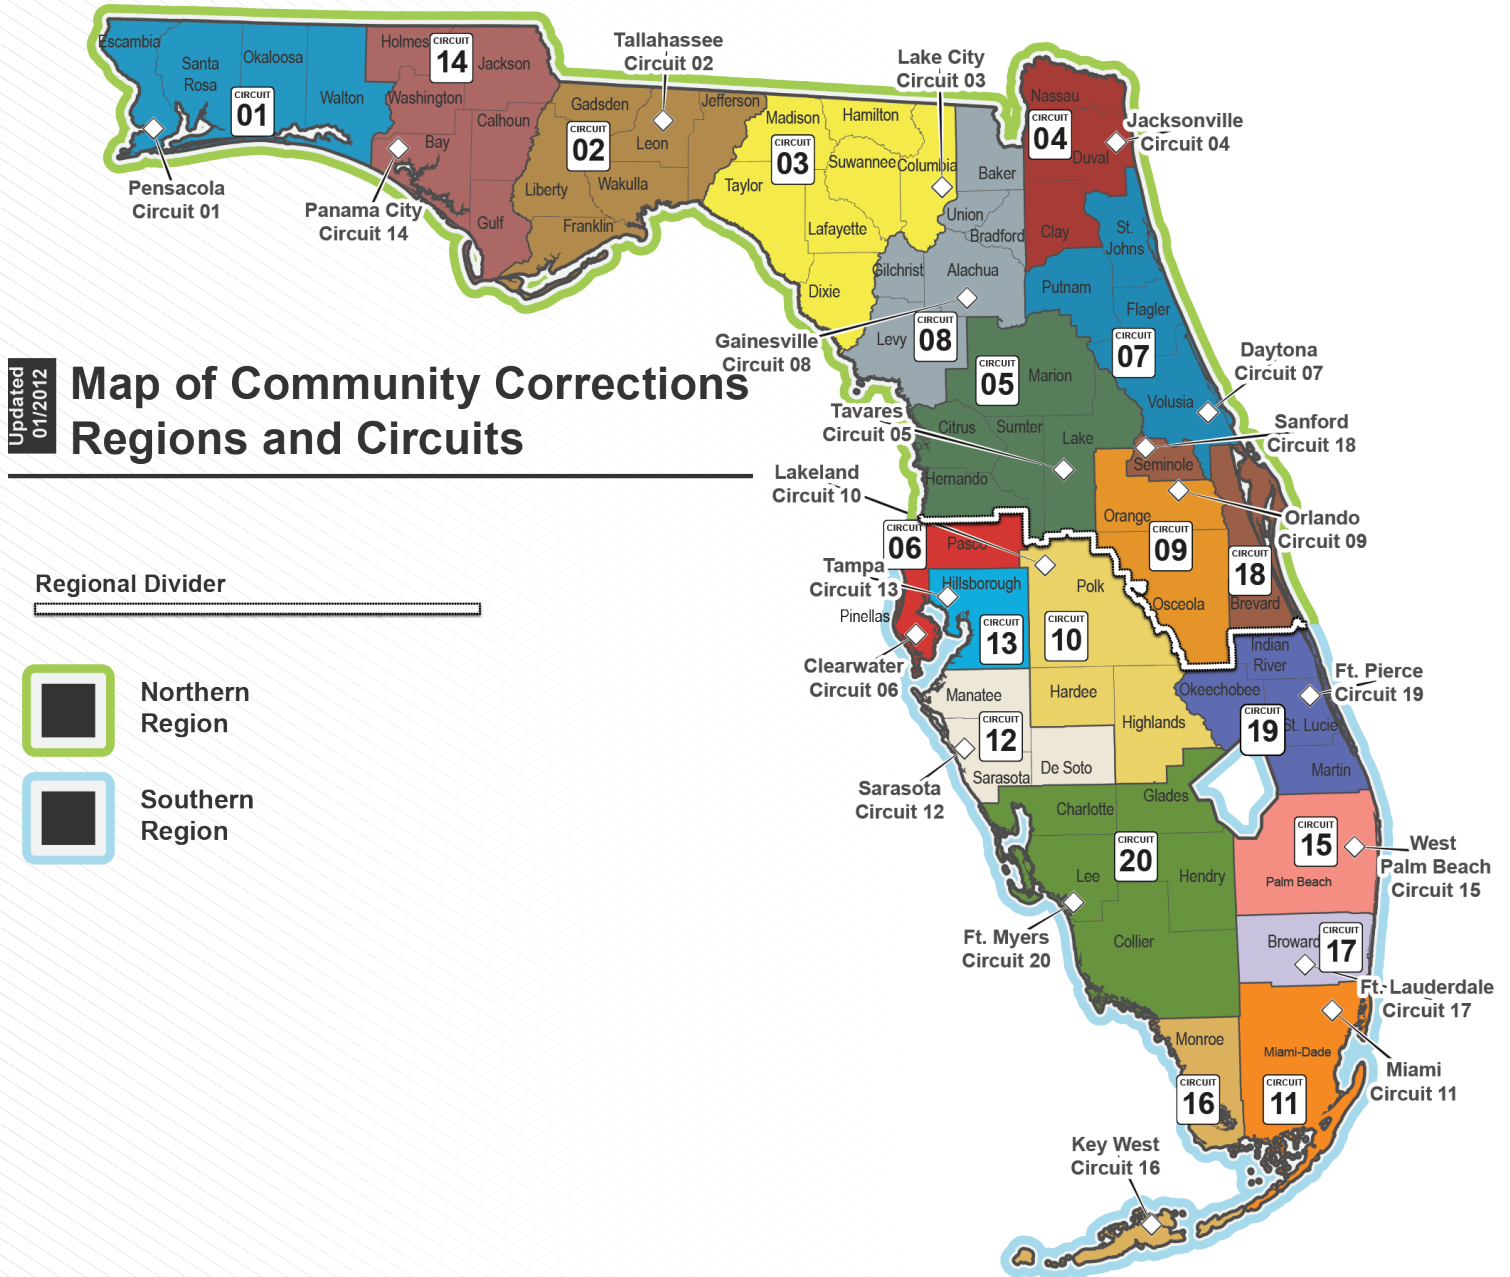 Escambia
Santa
Rosa
Okaloosa
Walton
CIRCUIT
01
Pensacola
Circuit 01
Holmes
CIRCUIT
14
Jackson
Washington
Calhoun
Bay
Gulf
Panama City
Circuit 14
Tallahassee
Circuit 02
Gadsden
Jefferson
CIRCUIT
02
Leon
Liberty
Wakulla
Franklin
Lake City
Circuit 03
Madison
Hamilton
CIRCUIT
03
Suwannee
Columbia
Taylor
Lafayette
Dixie
Nassau
CIRCUIT
04
Duval
Clay
Jacksonville
Circuit 04
Baker
Union
Bradford
Gilchrist
Alachua
Levy
CIRCUIT
08
Gainesville
Circuit 08
St.
Johns
Putnam
Flagler
CIRCUIT
07
Volusia
Daytona
Circuit 07
Updated
01/2012
Map of Community Corrections
Regions and Circuits
CIRCUIT
05
Marion
Citrus
Sumter
Lake
Hernando
Tavares
Circuit 05
Sanford
Circuit 18
Seminole
Lakeland
Circuit 10
Orange
CIRCUIT
09
Osceola
Orlando
Circuit 09
CIRCUIT
18
Brevard
CIRCUIT
06
Pasco
Tampa
Circuit 13
Hillsborough
Pinellas
CIRCUIT
13
Polk
CIRCUIT
10
Clearwater
Circuit 06
Regional Divider
Northern
Region
Southern
Region
Indian
River
Okeechobee
Ft. Pierce
Circuit 19
CIRCUIT
19
St. Lucie
Martin
Manatee
Hardee
Highlands
CIRCUIT
12
Sarasota
De Soto
Sarasota
Circuit 12
Charlotte
Glades
CIRCUIT
20
Lee
Hendry
Collier
Ft. Myers
Circuit 20
CIRCUIT
15
Palm Beach
West
Palm Beach
Circuit 15
Broward
CIRCUIT
17
Ft. Lauderdale
Circuit 17
Monroe
CIRCUIT
16
Miami-Dade
CIRCUIT
11
Miami
Circuit 11
Key West
Circuit 16